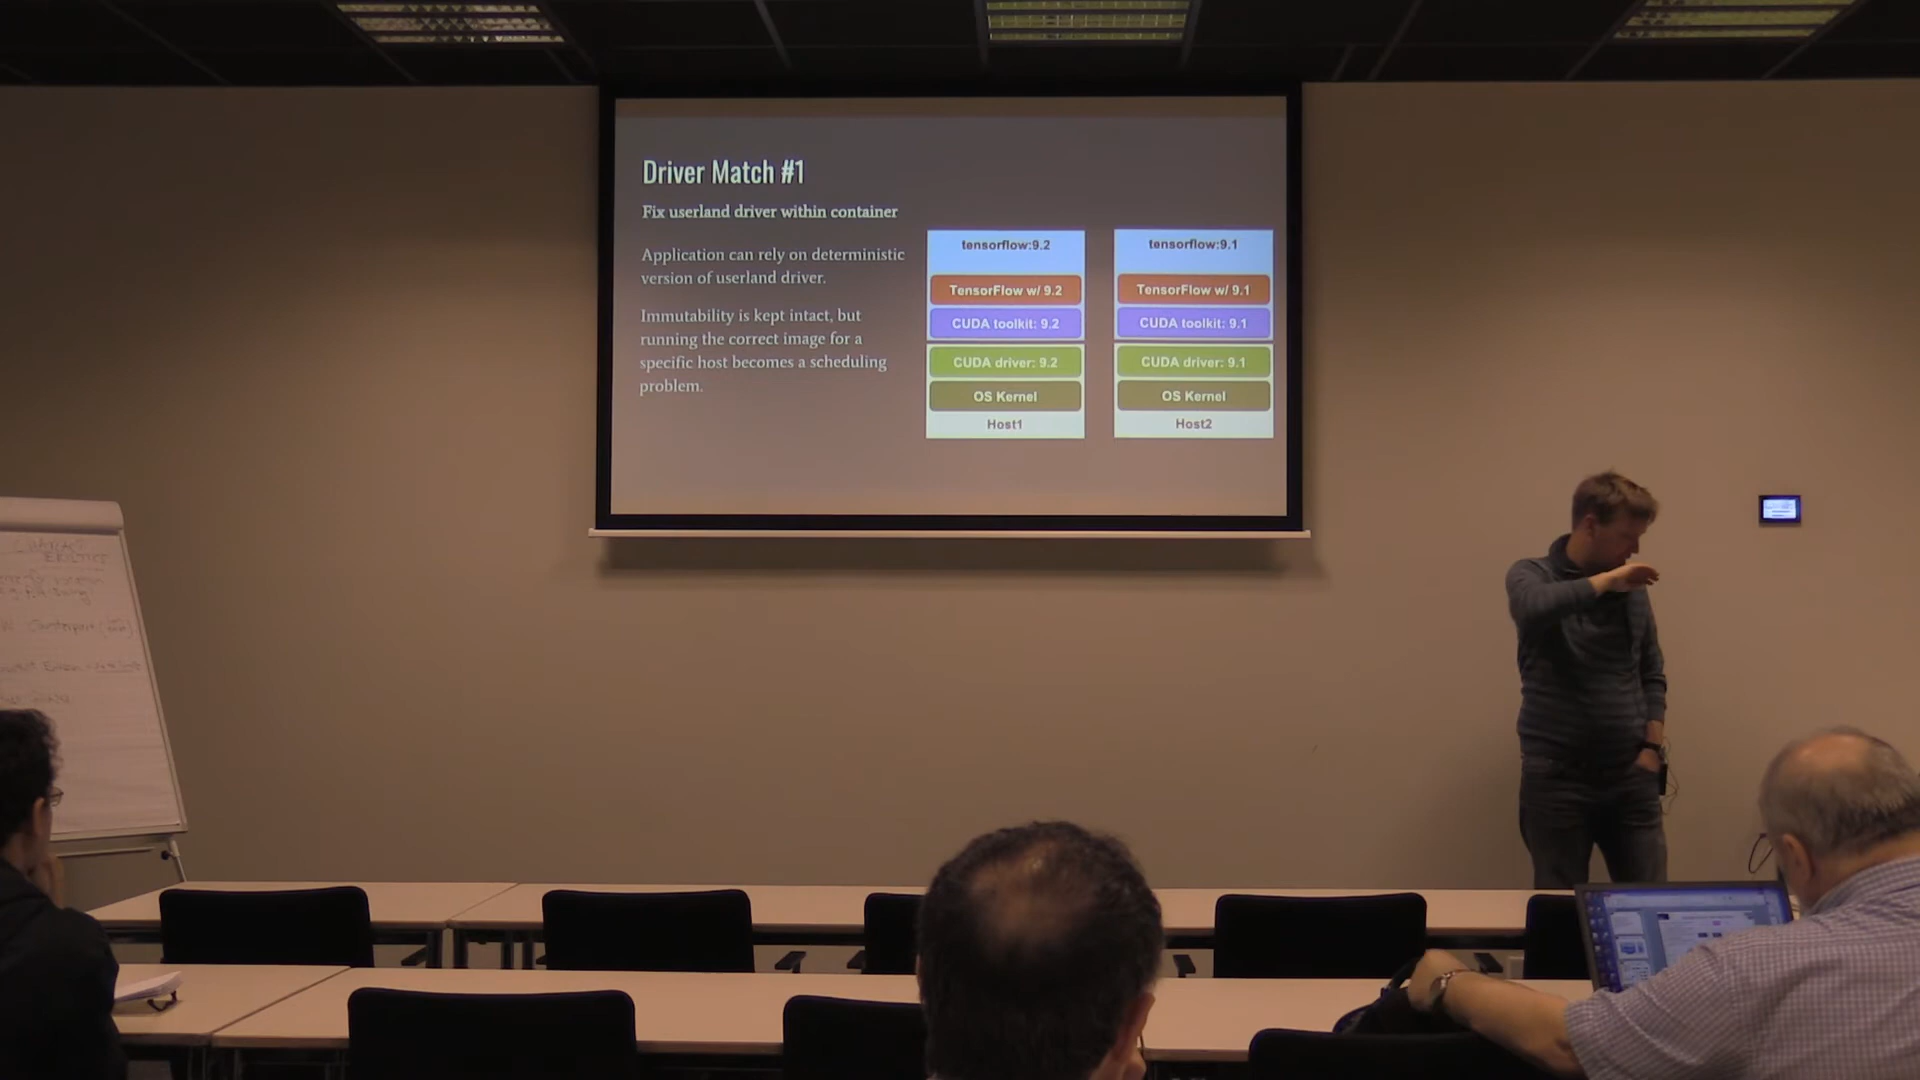 Driver Match #1
Fix userland driver within container
Application can rely on deterministic
version of userland driver.
Immutability is kept intact, but
running the correct image for a
specific host becomes a scheduling
problem.
tensorflow:9.2
TensorFlow w/ 9.2
CUDA toolkit: 9.2
CUDA driver: 9.2
OS Kernel
Host1
tensorflow:9.1
TensorFlow w/ 9.1
CUDA toolkit: 9.1
CUDA driver: 9.1
OS Kernel
Host2